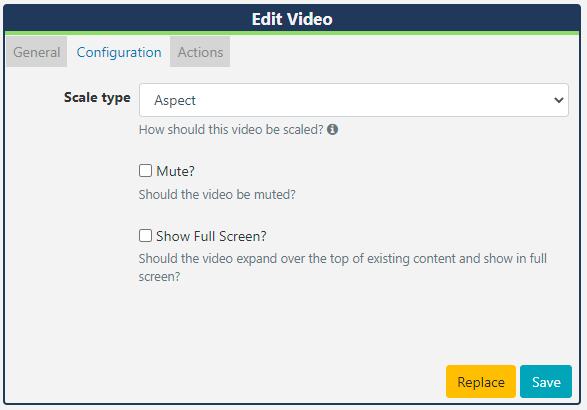 Edit Video
General Configuration Actions
Scale type Aspect
How should this video be scaled?
Mute?
Should the video be muted?
Show Full Screen?
Should the video expand over the top of existing content and show in full
screen?
Replace Save